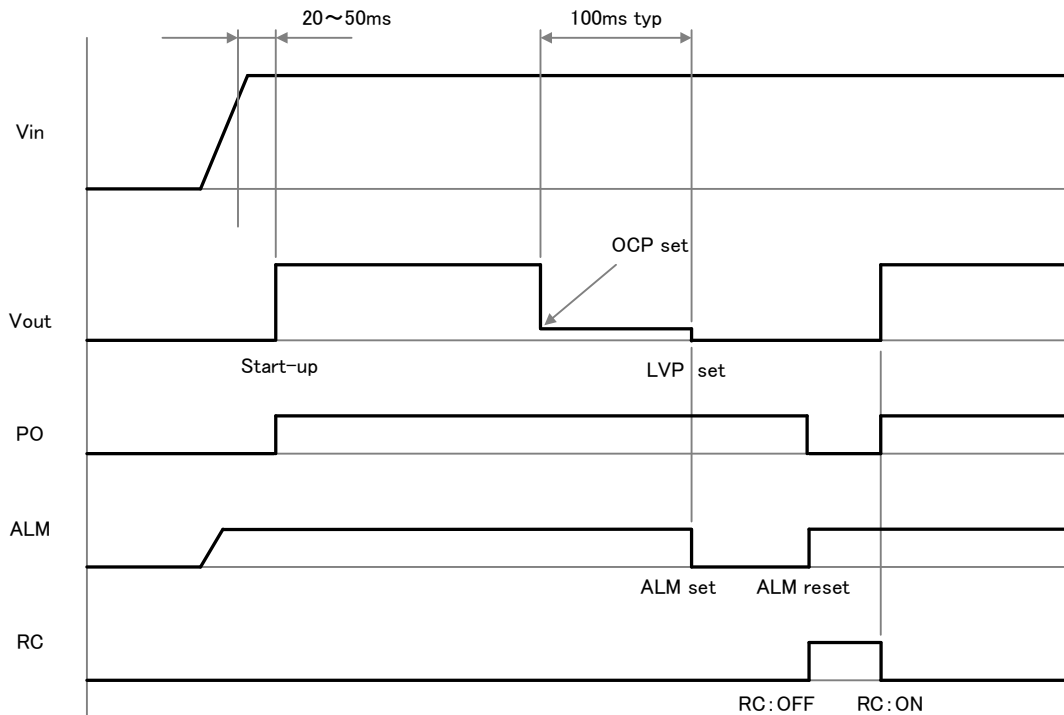 20～50ms
100ms typ
Vin
OCP set
Vout
Start-up
LVP set
PO
ALM
ALM set
ALM reset
RC
RC：OFF
RC：ON